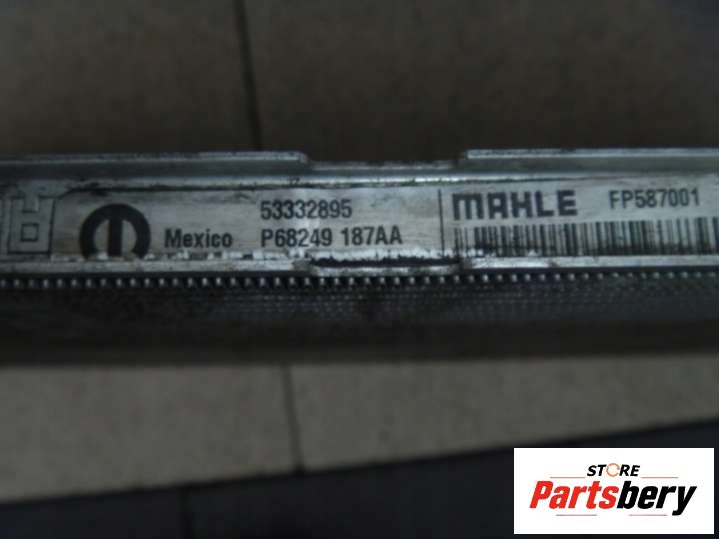 53332895
Mexico P68249 187AA
MAHLE FP587001
STORE
Partsbery